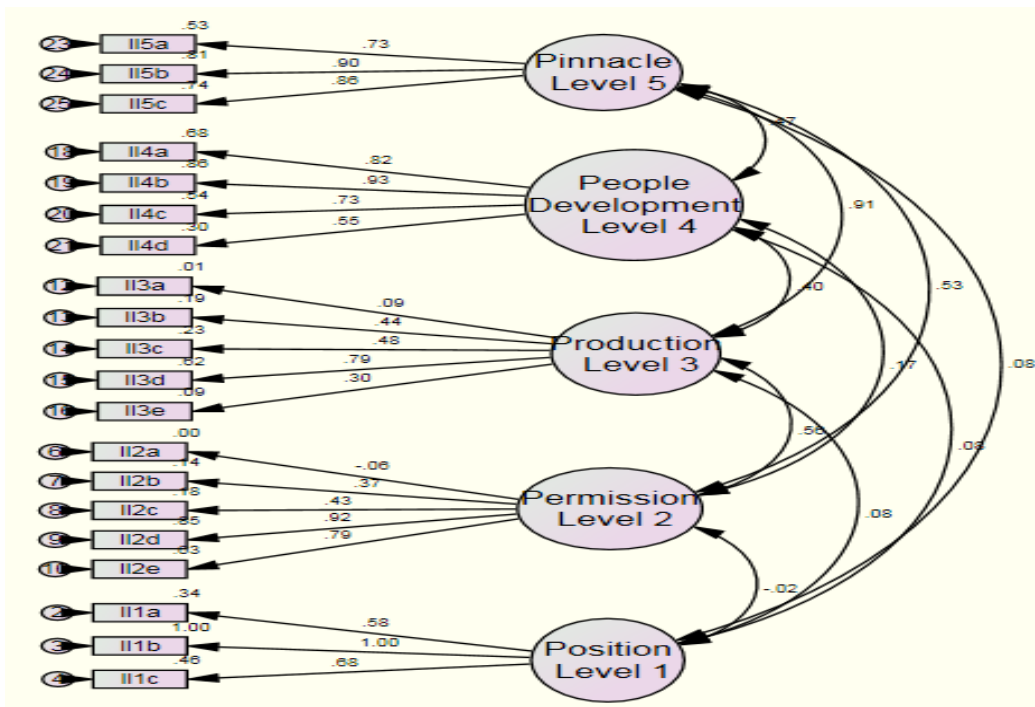 .53
23 II5a
.73
.81
24 II5b
.90
.74
25 II5c
.86
Pinnacle
Level 5
.68
18 II4a
.82
.86
19 II4b
.93
.54
20 II4c
.73
.30
21 II4d
.55
People
Development
Level 4
.01
12 II3a
.09
.19
13 II3b
.44
.23
14 II3c
.48
.62
15 II3d
.79
.09
16 II3e
.30
Production
Level 3
.00
6 II2a
-.06
.14
7 II2b
.37
.18
8 II2c
.43
.85
9 II2d
.92
.63
10 II2e
.79
Permission
Level 2
.34
2 II1a
.58
1.00
3 II1b
1.00
.46
4 II1c
.68
Position
Level 1
.91
.40
.53
.08
.17
.56
.08
.08
-.02